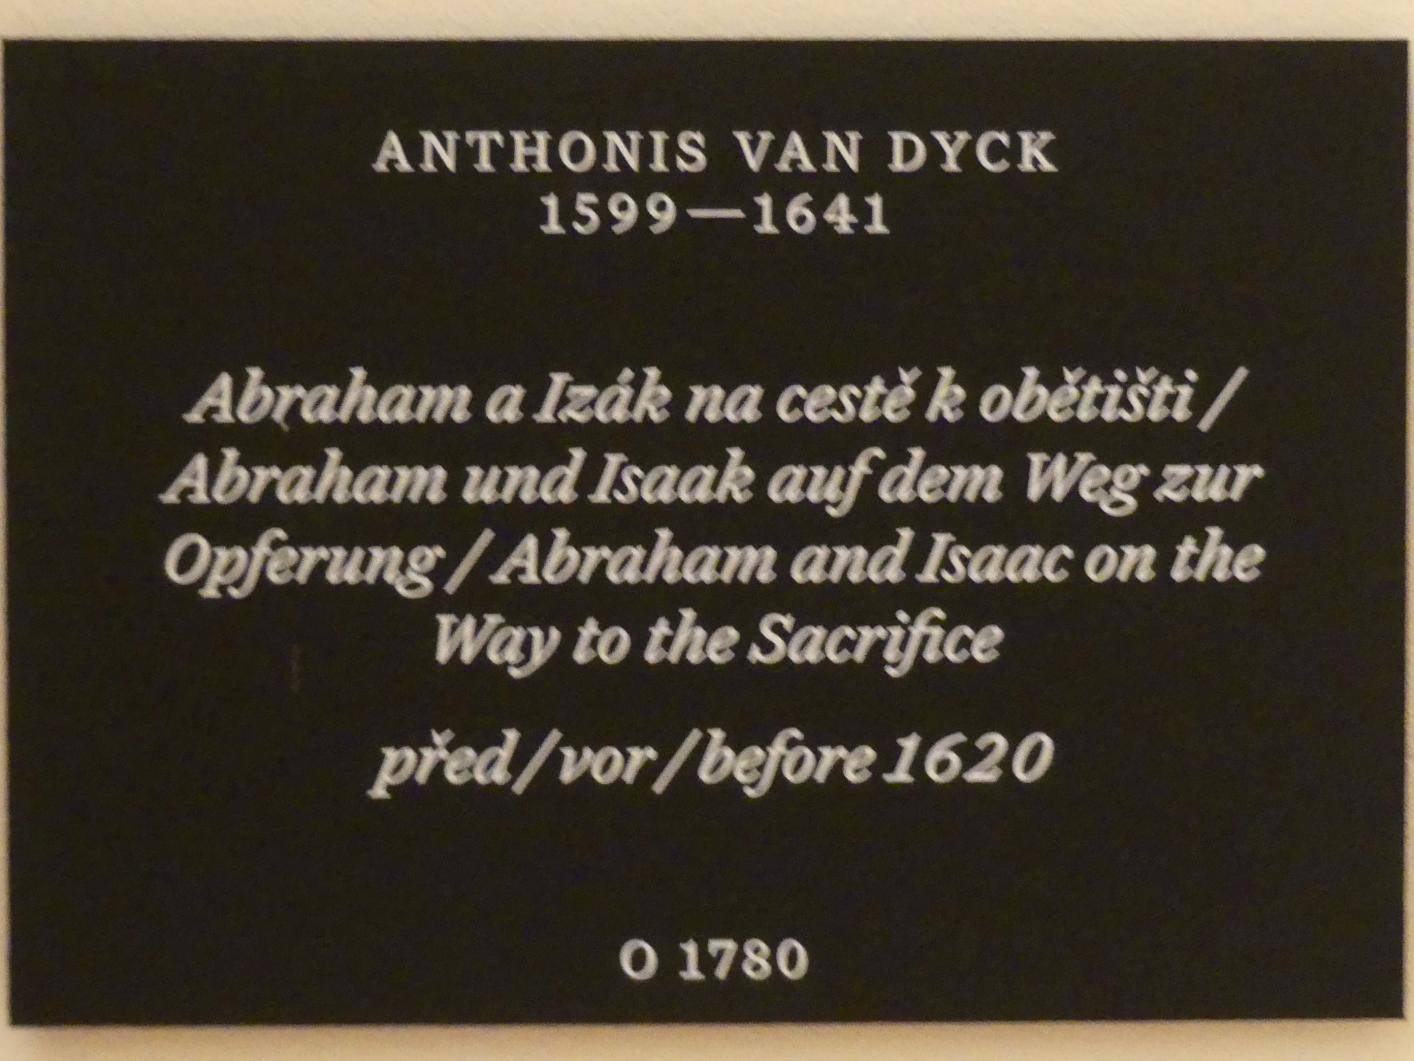 ANTHONIS VAN DYCK
1599—1641
Abraham a Izák na cestě k obětišti /
Abraham und Isaak auf dem Weg zur
Opferung / Abraham and Isaac on the
Way to the Sacrifice
před/vor/before 1620
O 1780